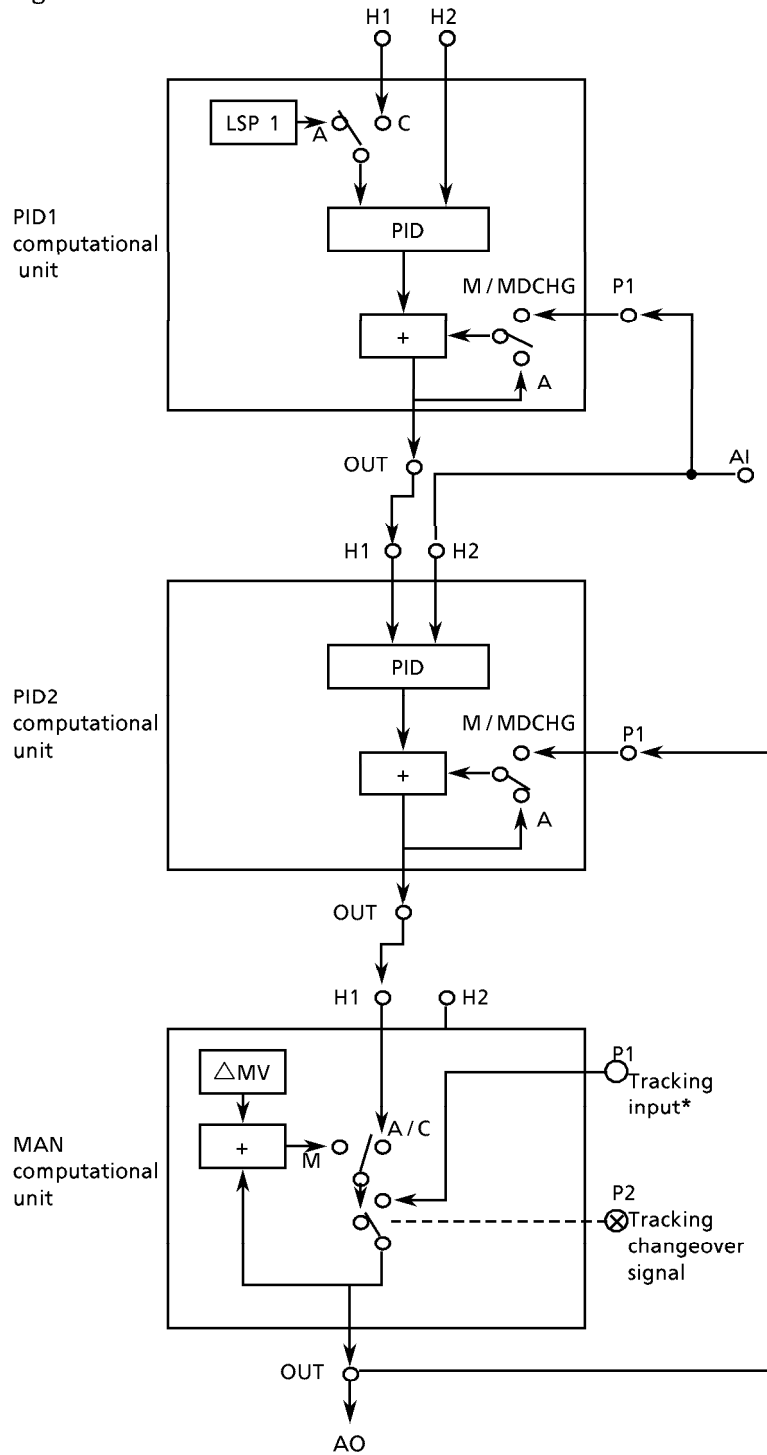 H1 H2
LSP 1
A
C
PID1
computational
unit
PID
M / MDCHG
P1
+
A
OUT
AI
H1
H2
PID
PID2
computational
unit
M / MDCHG
P1
+
A
OUT
H1
H2
△MV
P1
Tracking
input*
A / C
MAN
computational
unit
+
M
P2
Tracking
changeover
signal
OUT
AO